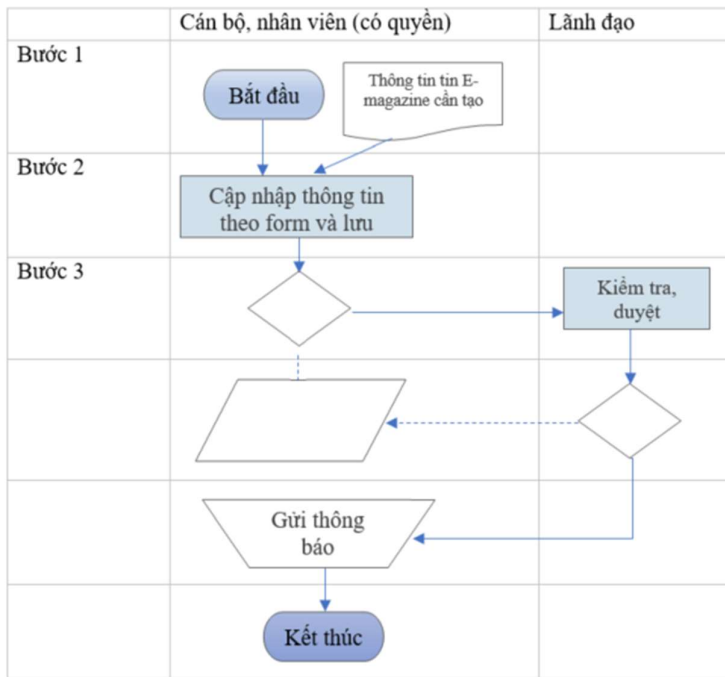 Cán bộ, nhân viên (có quyền)
Lãnh đạo
Bước 1
Bắt đầu
Thông tin tin E-
magazine cần tạo
Bước 2
Cập nhập thông tin
theo form và lưu
Bước 3
Kiểm tra,
duyệt
Gửi thông
báo
Kết thúc